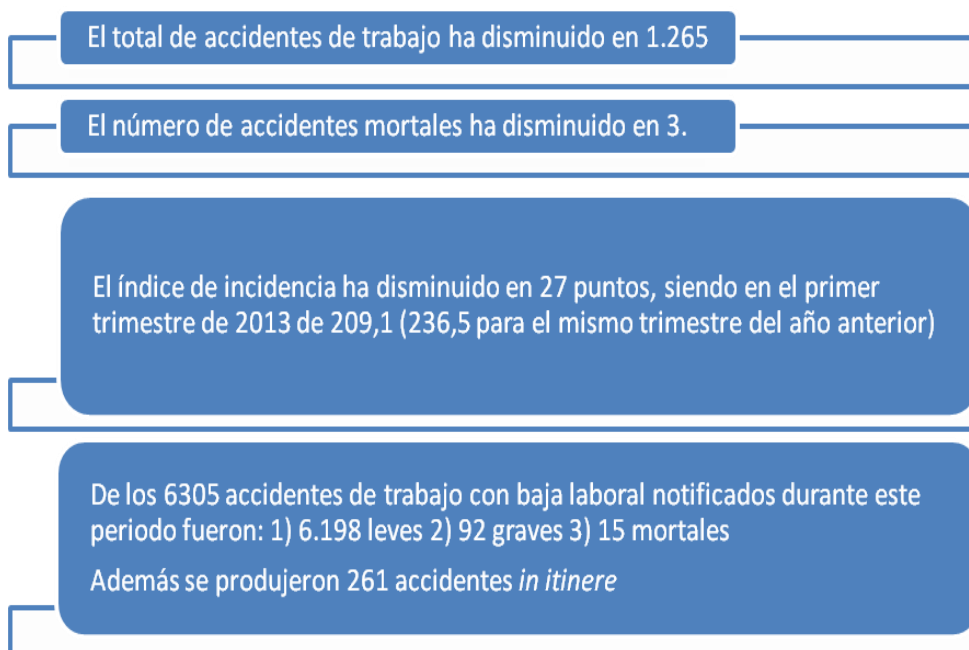 El total de accidentes de trabajo ha disminuido en 1.265
El número de accidentes mortales ha disminuido en 3.
El índice de incidencia ha disminuido en 27 puntos, siendo en el primer
trimestre de 2013 de 209,1 (236,5 para el mismo trimestre del año anterior)
De los 6305 accidentes de trabajo con baja laboral notificados durante este
periodo fueron: 1) 6.198 leves 2) 92 graves 3) 15 mortales
Además se produjeron 261 accidentes in itinere